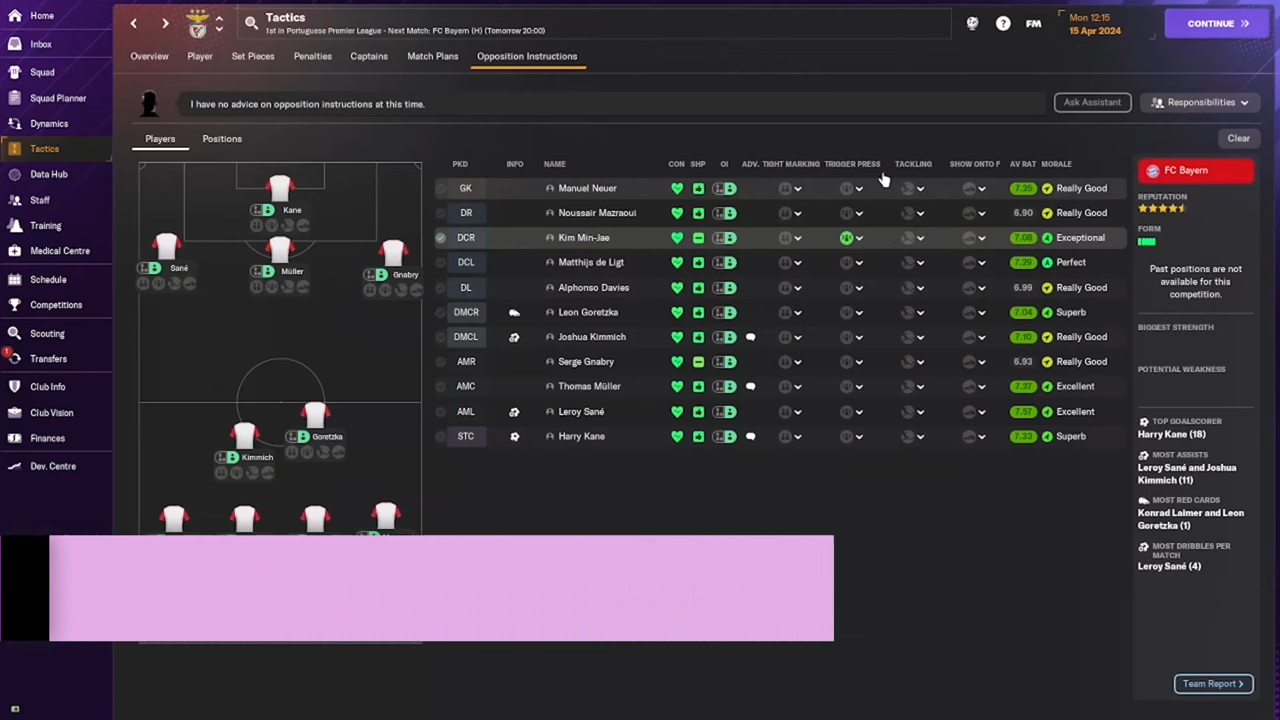 Home
Inbox
Squad
Squad Planner
Dynamics
Tactics
Data Hub
Staff
Training
Medical Centre
Schedule
Competitions
Scouting
Transfers
1
Club Info
Club Vision
Finances
Dev. Centre
Tactics
1st in Portuguese Premier League - Next Match: FC Bayern (H) (Tomorrow 20:00)
FM
Mon 12:15
15 Apr 2024
CONTINUE
Overview Player Set Pieces Penalties Captains Match Plans Opposition Instructions
I have no advice on opposition instructions at this time.
Ask Assistant
Responsibilities
Players Positions
Clear
Kane
Sané
Müller
Gnabry
Goretzka
Kimmich
PKD INFO NAME CON SHP OI ADV. TIGHT MARKING TRIGGER PRESS TACKLING SHOW ONTO F AV RAT MORALE
GK Manuel Neuer 7.25 Really Good
DR Noussair Mazraoui 6.90 Really Good
DCR Kim Min-Jae 7.08 Exceptional
DCL Matthijs de Ligt 7.29 Perfect
DL Alphonso Davies 6.99 Really Good
DMCR Leon Goretzka 7.04 Superb
DMCL Joshua Kimmich 7.10 Really Good
AMR Serge Gnabry 6.93 Really Good
AMC Thomas Müller 7.27 Excellent
AML Leroy Sané 7.57 Excellent
STC Harry Kane 7.33 Superb
FC Bayern
REPUTATION
FORM
Past positions are not
available for this
competition.
BIGGEST STRENGTH
POTENTIAL WEAKNESS
TOP GOALSCORER
Harry Kane (18)
MOST ASSISTS
Leroy Sané and Joshua
Kimmich (11)
MOST RED CARDS
Konrad Laimer and Leon
Goretzka (1)
MOST DRIBBLES PER
MATCH
Leroy Sané (4)
Team Report